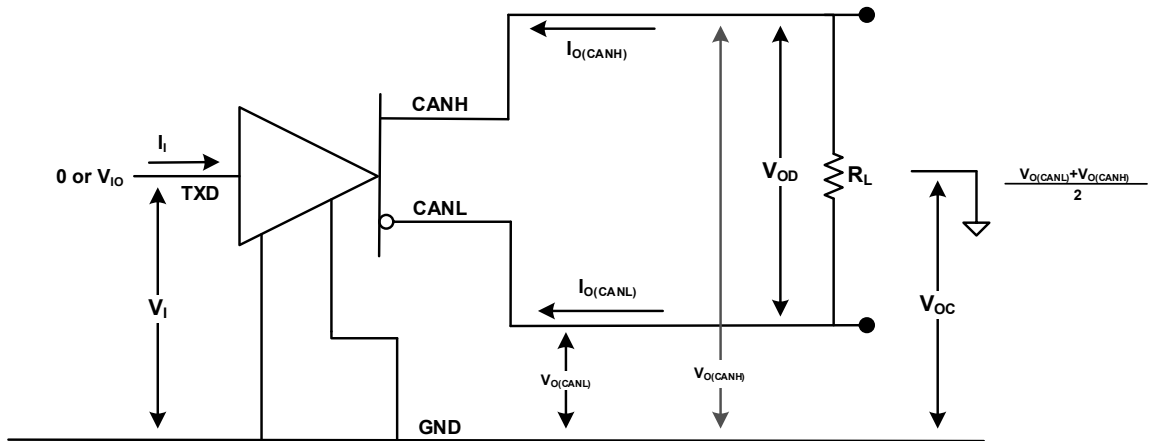 I_O(CANH)
CANH
I_I
0 or V_IO
TXD
V_OD
R_L
V_O(CANL)+V_O(CANH)
2
CANL
I_O(CANL)
V_I
V_OC
V_O(CANL)
V_O(CANH)
GND